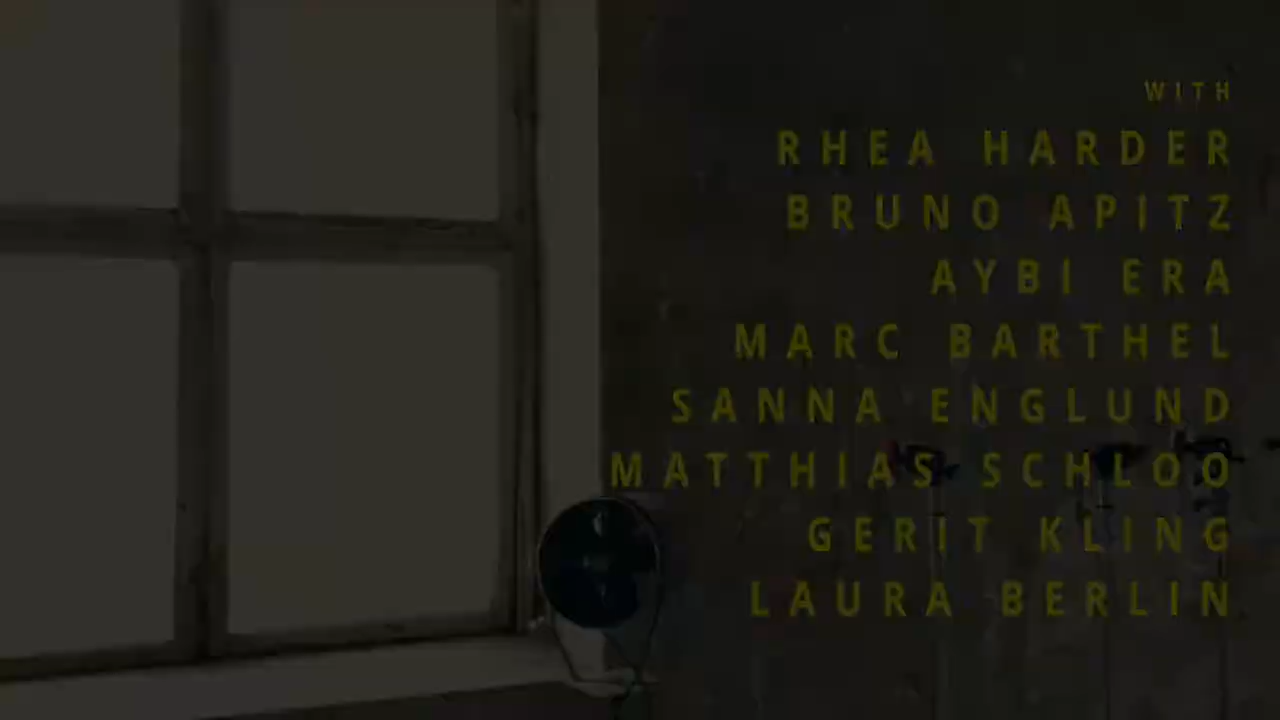 WITH
RHEA HARDER
BRUNO APITZ
AYBI ERA
MARC BARTHEL
SANNA ENGLUND
MATTHIAS SCHLOO
GERIT KLING
LAURA BERLIN